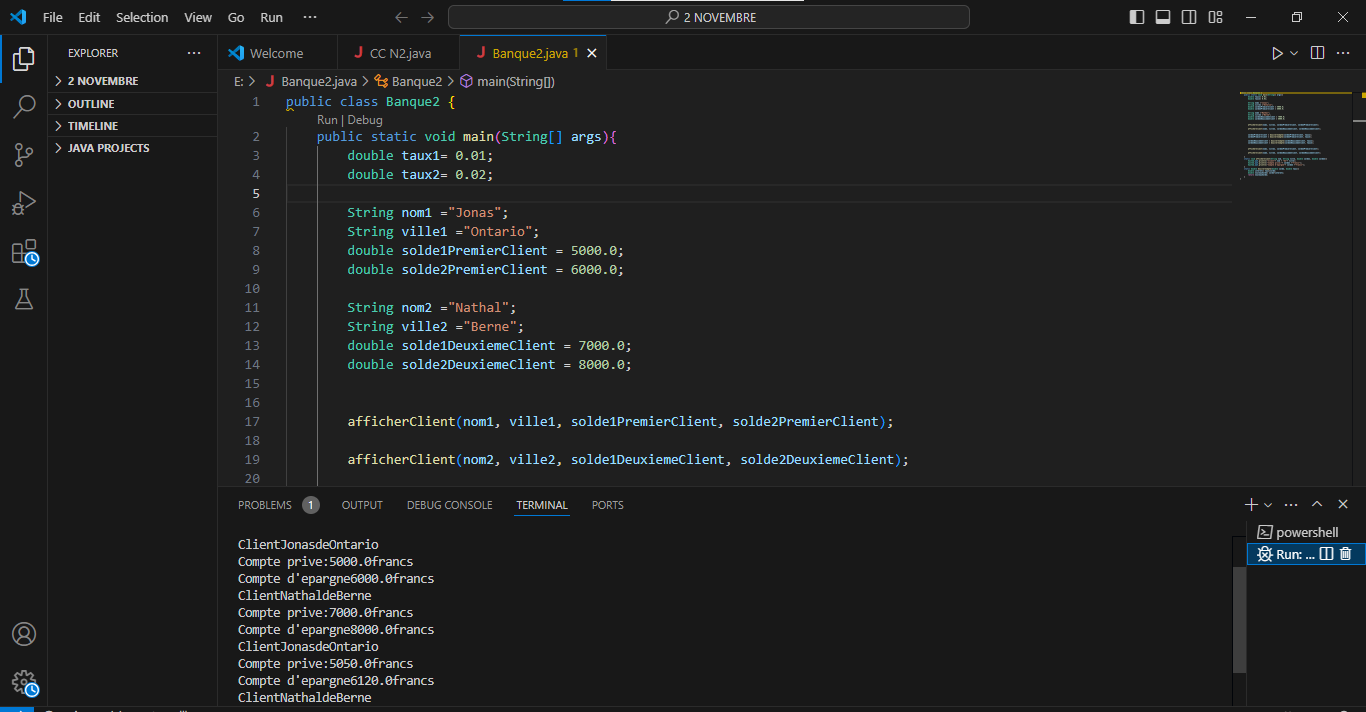 File Edit Selection View Go Run ··· 2 NOVEMBRE
EXPLORER ···
2 NOVEMBRE
OUTLINE
TIMELINE
JAVA PROJECTS
Welcome J CC N2.java J Banque2.java 1
E: > J Banque2.java > Banque2 > main(String[])
1 public class Banque2 {
Run | Debug
2 public static void main(String[] args){
3 double taux1= 0.01;
4 double taux2= 0.02;
5
6 String nom1 ="Jonas";
7 String ville1 ="Ontario";
8 double solde1PremierClient = 5000.0;
9 double solde2PremierClient = 6000.0;
10
11 String nom2 ="Nathal";
12 String ville2 ="Berne";
13 double solde1DeuxiemeClient = 7000.0;
14 double solde2DeuxiemeClient = 8000.0;
15
16
17 afficherClient(nom1, ville1, solde1PremierClient, solde2PremierClient);
18
19 afficherClient(nom2, ville2, solde1DeuxiemeClient, solde2DeuxiemeClient);
20
PROBLEMS 1 OUTPUT DEBUG CONSOLE TERMINAL PORTS
ClientJonasdeOntario
Compte prive:5000.0francs
Compte d'epargne6000.0francs
ClientNathaldeBerne
Compte prive:7000.0francs
Compte d'epargne8000.0francs
ClientJonasdeOntario
Compte prive:5050.0francs
Compte d'epargne6120.0francs
ClientNathaldeBerne
powershell
Run: ...